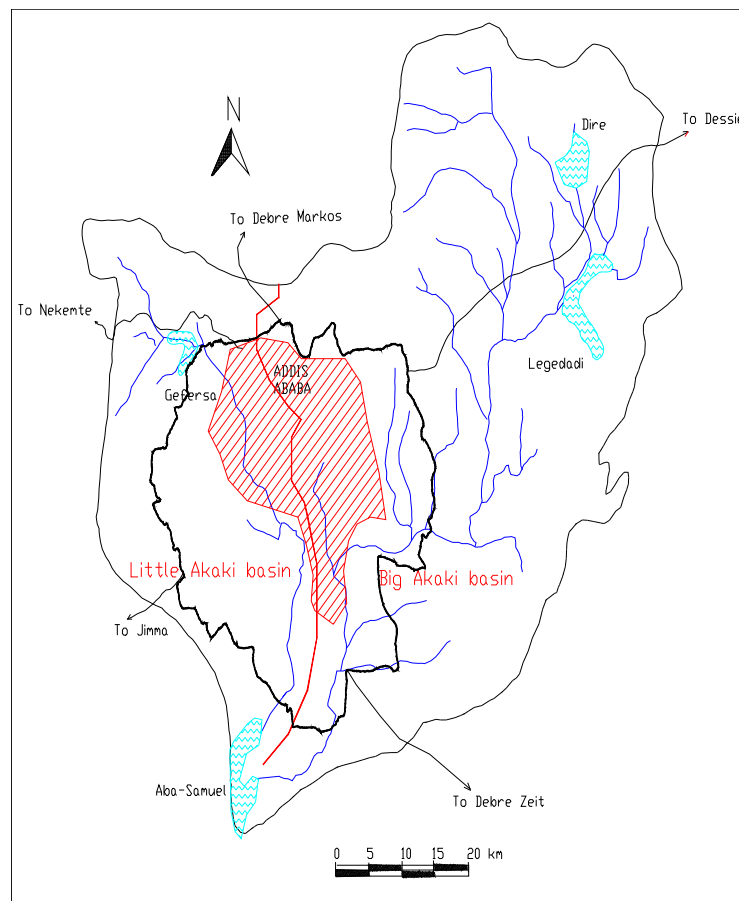 N
Dire
To Dessie
To Debre Markos
To Nekemte
Legedadi
ADDIS
ABABA
Gefersa
Little Akaki basin
Big Akaki basin
To Jimma
Aba-Samuel
To Debre Zeit
0 5 10 15 20 km